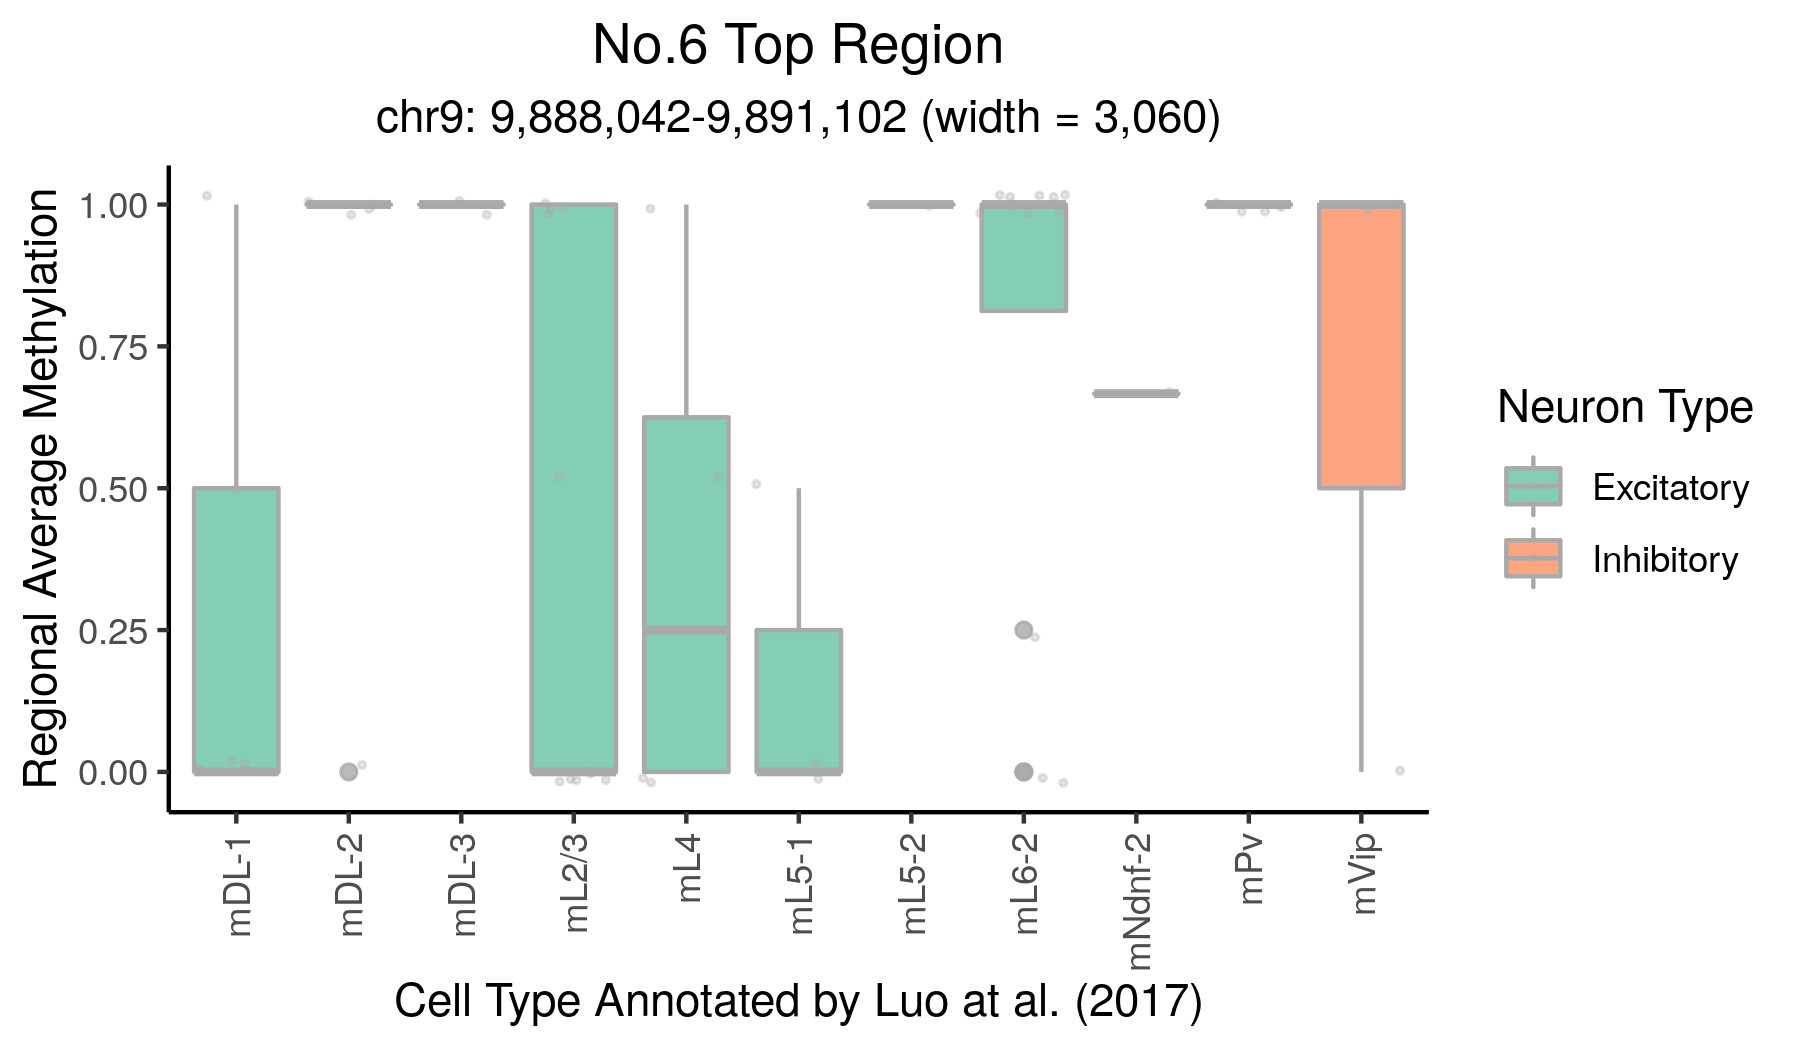 No.6 Top Region
chr9: 9,888,042-9,891,102 (width = 3,060)
Regional Average Methylation
1.00
0.75
0.50
0.25
0.00
mDL-1
mDL-2
mDL-3
mL2/3
mL4
mL5-1
mL5-2
mL6-2
mNdnf-2
mPv
mVip
Cell Type Annotated by Luo at al. (2017)
Neuron Type
Excitatory
Inhibitory